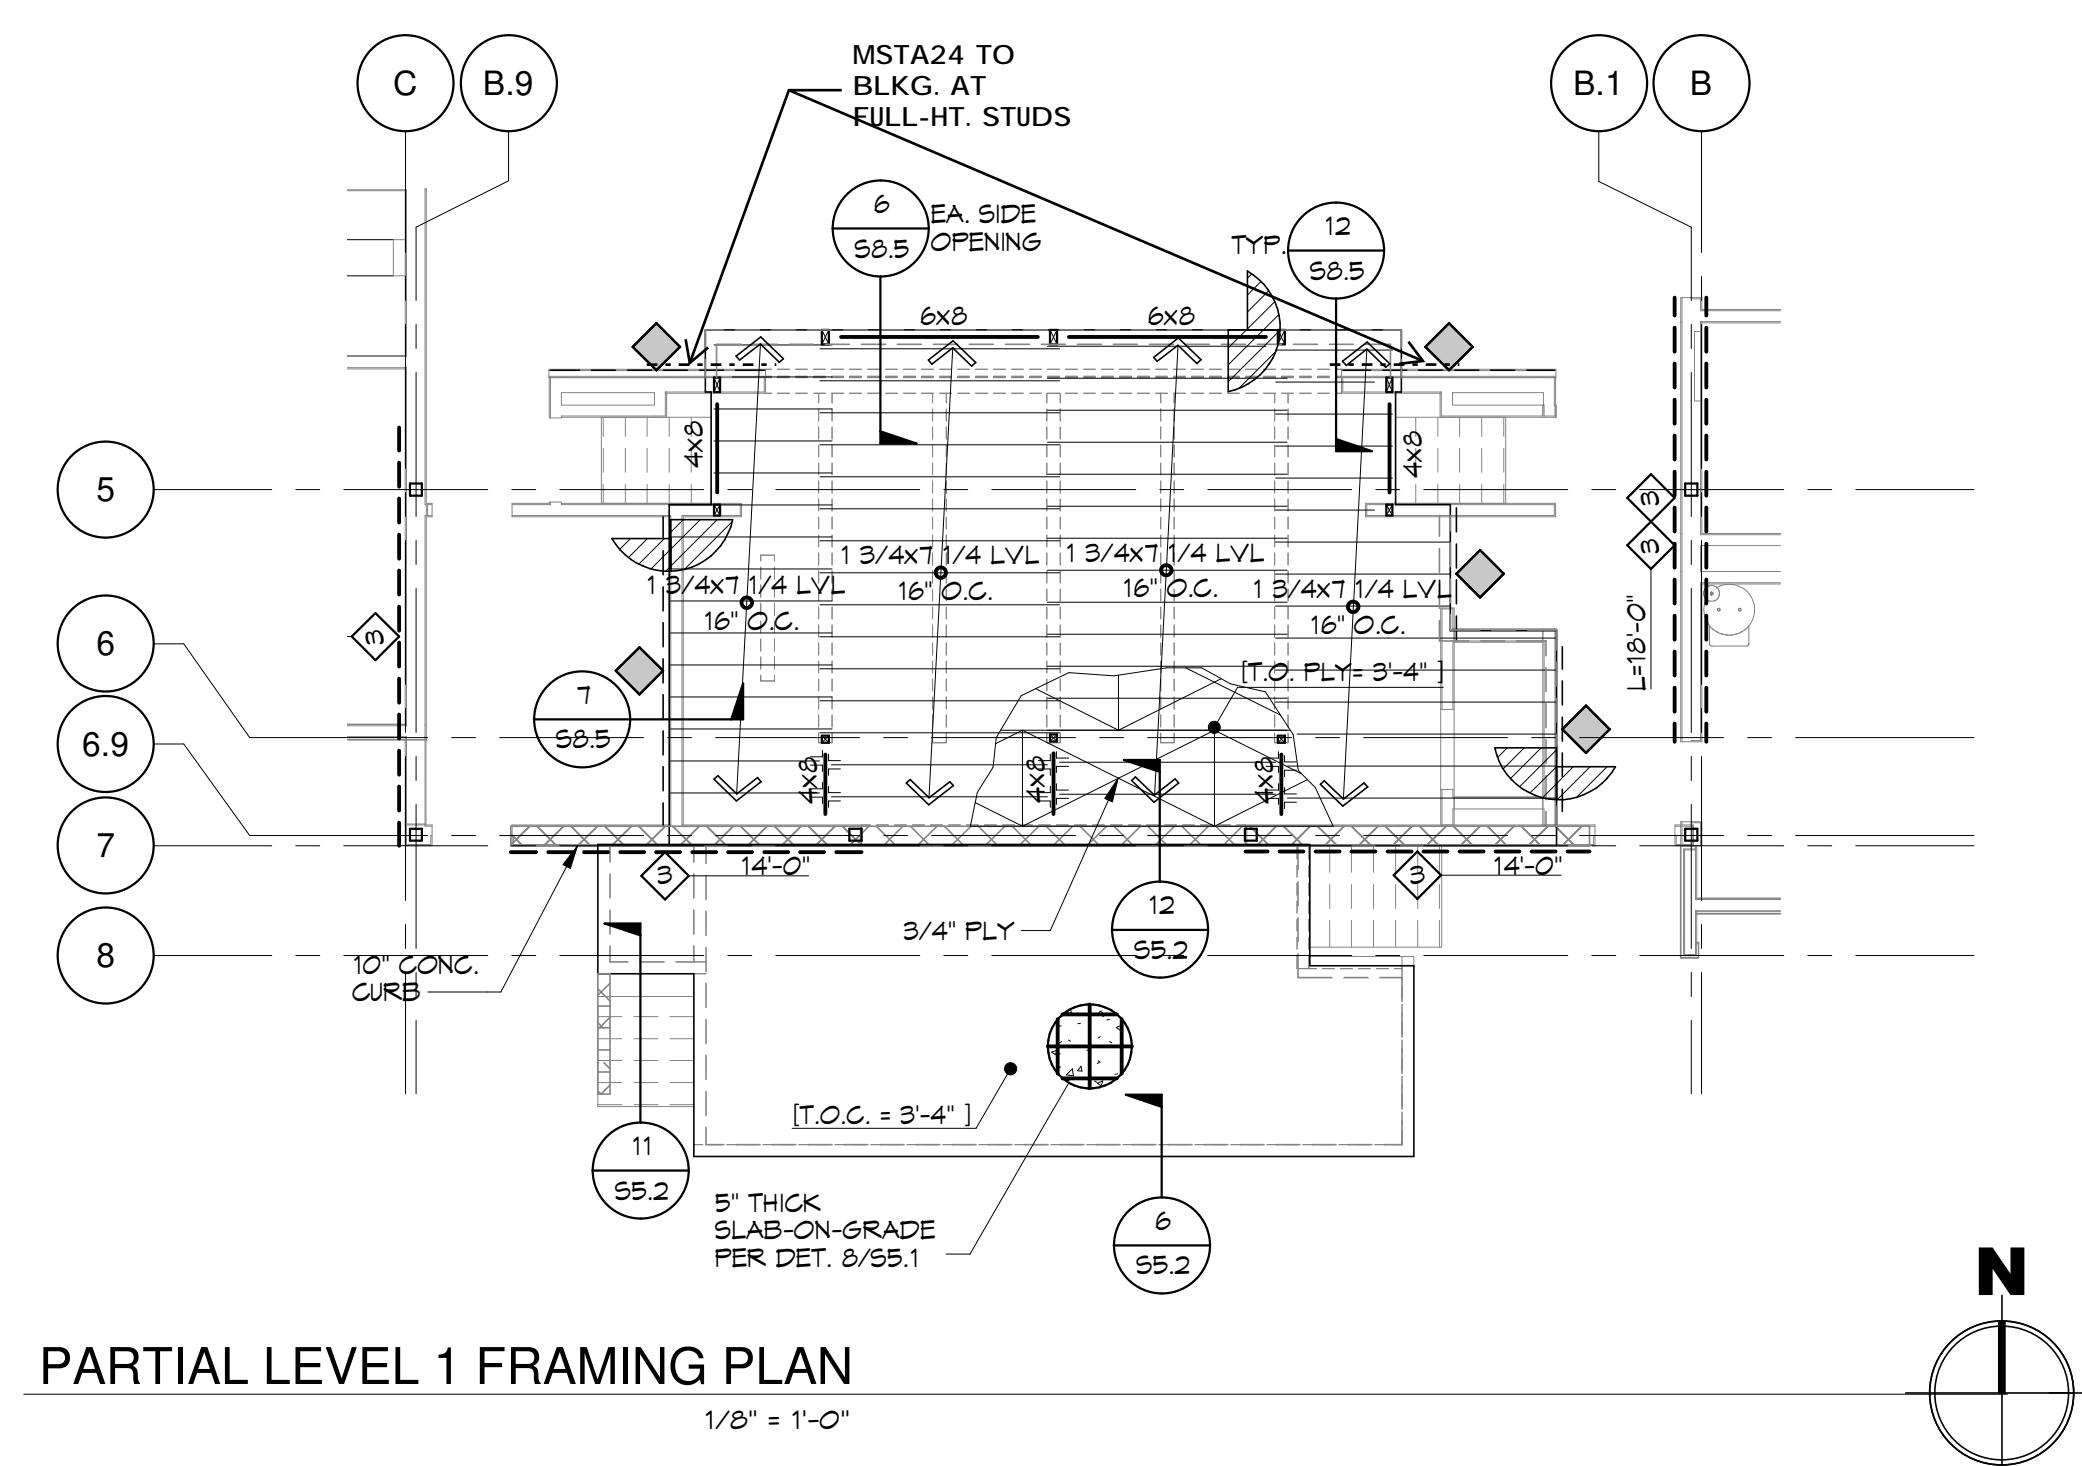 C
B.9
B.1
B
MSTA24 TO
BLKG. AT
FULL-HT. STUDS
6
S8.5
EA. SIDE
OPENING
TYP.
12
S8.5
6x8
6x8
4x8
4x8
5
3
3
L=18'-0"
1 3/4x7 1/4 LVL
16" O.C.
1 3/4x7 1/4 LVL
16" O.C.
1 3/4x7 1/4 LVL
16" O.C.
1 3/4x7 1/4 LVL
16" O.C.
6
3
[T.O. PLY= 3'-4" ]
7
S8.5
6.9
4x8
4x8
4x8
7
3
14'-0"
3
14'-0"
12
S5.2
3/4" PLY
8
10" CONC.
CURB
[T.O.C. = 3'-4" ]
11
S5.2
5" THICK
SLAB-ON-GRADE
PER DET. 8/S5.1
6
S5.2
N
PARTIAL LEVEL 1 FRAMING PLAN
1/8" = 1'-0"